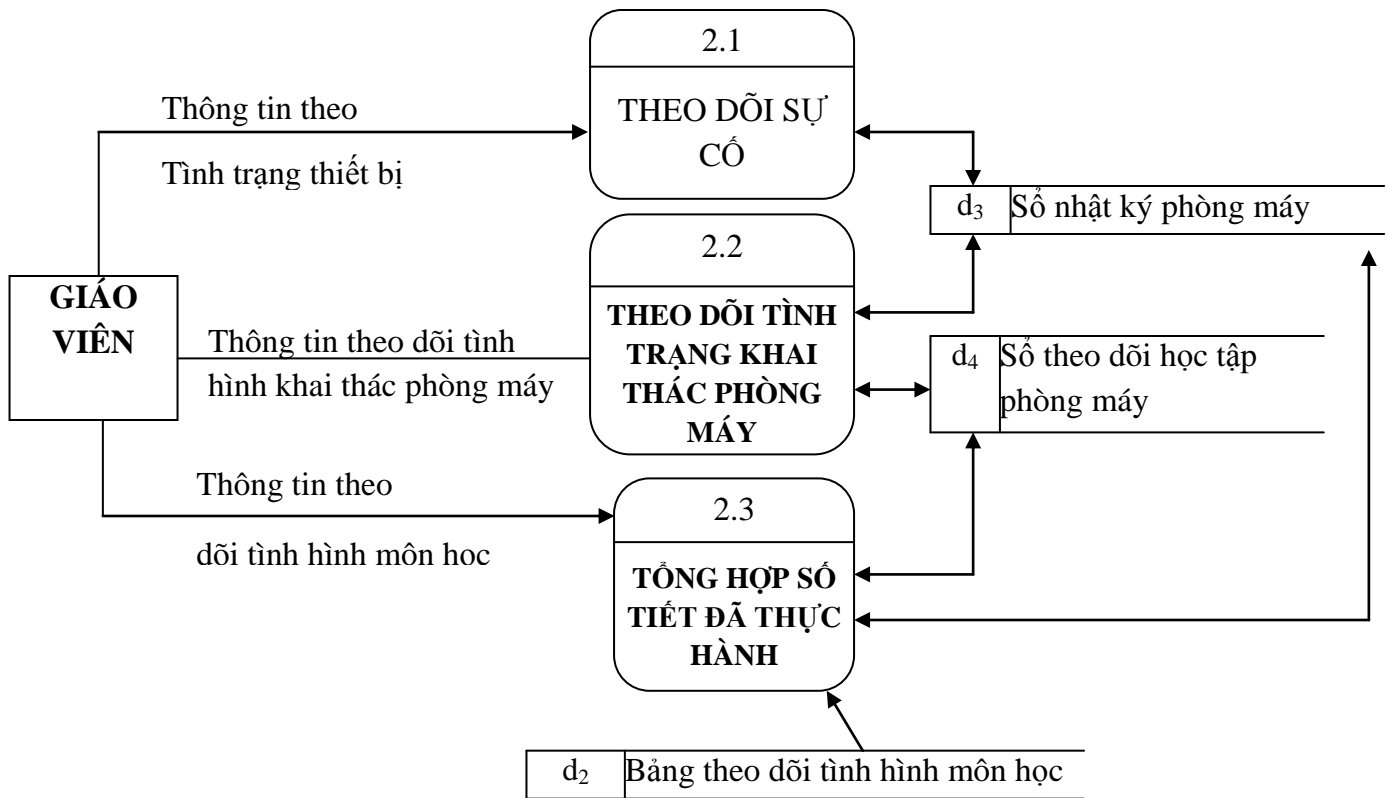 2.1
THEO DÕI SỰ
CỐ
Thông tin theo
Tình trạng thiết bị
d3 Sổ nhật ký phòng máy
2.2
THEO DÕI TÌNH
TRẠNG KHAI
THÁC PHÒNG
MÁY
GIÁO
VIÊN
Thông tin theo dõi tình
hình khai thác phòng máy
d4 Sổ theo dõi học tập
phòng máy
Thông tin theo
dõi tình hình môn hoc
2.3
TỔNG HỢP SỐ
TIẾT ĐÃ THỰC
HÀNH
d2 Bảng theo dõi tình hình môn học